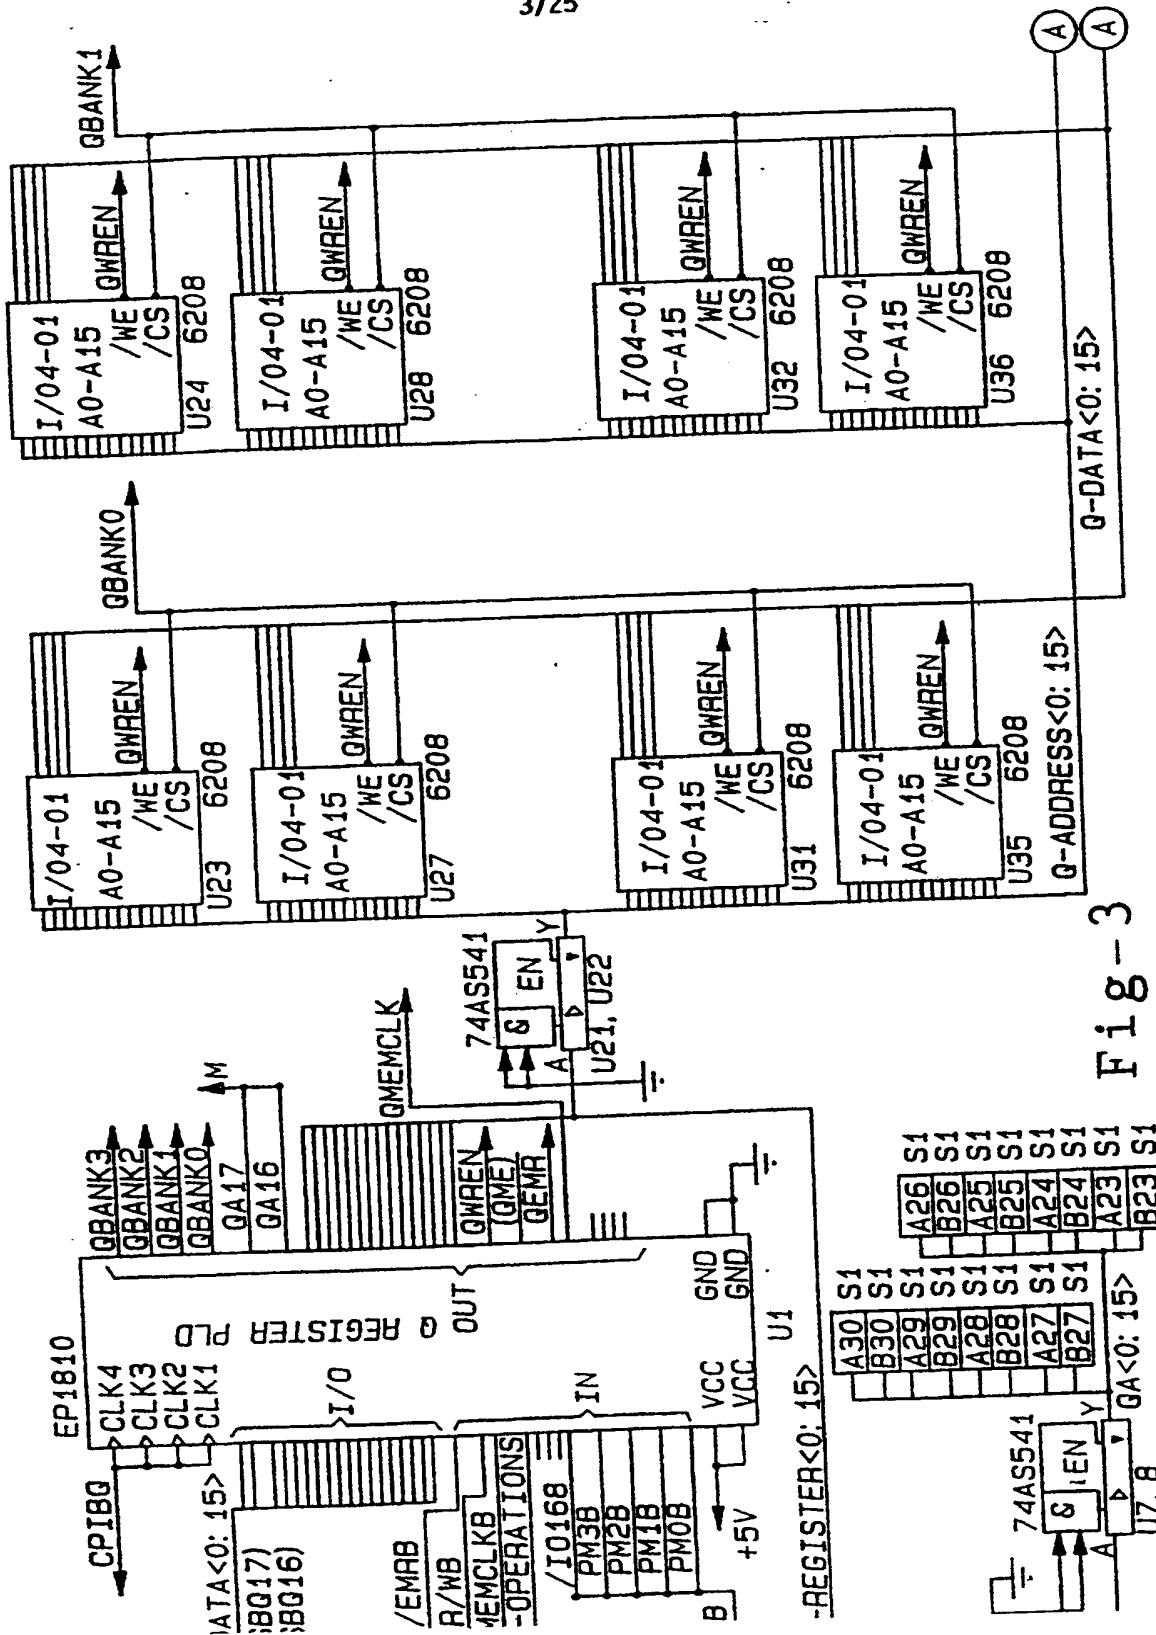 3/25
QBANK1
I/04-01
A0-A15
/WE
/CS
U24 6208
QWREN
I/04-01
A0-A15
/WE
/CS
U28 6208
QWREN
I/04-01
A0-A15
/WE
/CS
U32 6208
QWREN
I/04-01
A0-A15
/WE
/CS
U36 6208
QWREN
A
A
Q-DATA<0: 15>
QBANK0
I/04-01
A0-A15
/WE
/CS
U23 6208
QWREN
I/04-01
A0-A15
/WE
/CS
U27 6208
QWREN
I/04-01
A0-A15
/WE
/CS
U31 6208
QWREN
I/04-01
A0-A15
/WE
/CS
U35 6208
QWREN
Q-ADDRESS<0: 15>
74AS541
&
EN
A
Y
U21, U22
QMEMCLK
QBANK3
QBANK2
QBANK1
QBANK0
QA17
QA16
M
QWREN
(QME)
QEMR
EP1810
CLK4
CLK3
CLK2
CLK1
Q REGISTER PLD
OUT
I/O
IN
GND
GND
VCC
VCC
U1
CPIBQ
DATA<0: 15>
BQ17)
BQ16)
/EMRB
R/WB
MEMCLKB
-OPERATIONS
/IO168
PM3B
PM2B
PM1B
PM0B
B
+5V
-REGISTER<0: 15>
A30 S1
B30 S1
A29 S1
B29 S1
A28 S1
B28 S1
A27 S1
B27 S1
A26 S1
B26 S1
A25 S1
B25 S1
A24 S1
B24 S1
A23 S1
B23 S1
74AS541
&
EN
A
Y
U7, 8
QA<0: 15>
Fig-3